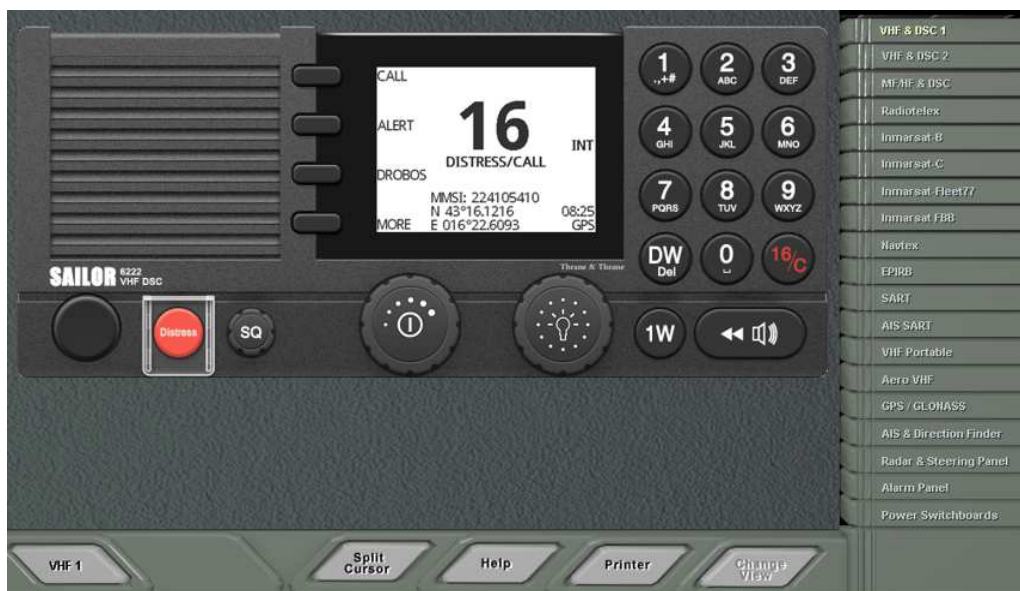 CALL
ALERT
16
INT
DISTRESS/CALL
DROBOS
MMSI: 224105410
N 43°16.1216 08:25
MORE E 016°22.6093 GPS
1 2 3
.,+# ABC DEF
4 5 6
GHI JKL MNO
7 8 9
PQRS TUV WXYZ
DW 0 16/C
Del
SAILOR 6222
VHF DSC
Thrane & Thrane
Distress
SQ
1W
VHF & DSC 1
VHF & DSC 2
MF/HF & DSC
Radiotelex
Inmarsat-B
Inmarsat-C
Inmarsat-Fleet77
Inmarsat FBB
Navtex
EPIRB
SART
AIS SART
VHF Portable
Aero VHF
GPS / GLONASS
AIS & Direction Finder
Radar & Steering Panel
Alarm Panel
Power Switchboards
VHF 1
Split
Cursor
Help
Printer
Change
View